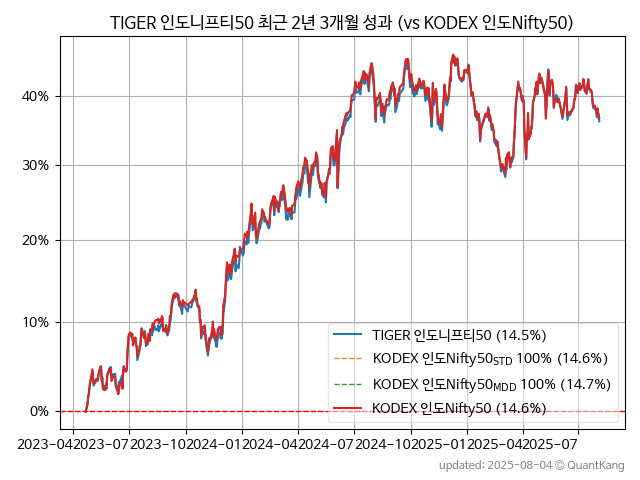 TIGER 인도니프티50 최근 2년 3개월 성과 (vs KODEX 인도Nifty50)
40%
30%
20%
10%
0%
TIGER 인도니프티50 (14.5%)
KODEX 인도Nifty50STD 100% (14.6%)
KODEX 인도Nifty50MDD 100% (14.7%)
KODEX 인도Nifty50 (14.6%)
2023-04 2023-07 2023-10 2024-01 2024-04 2024-07 2024-10 2025-01 2025-04 2025-07
updated: 2025-08-04 © QuantKang